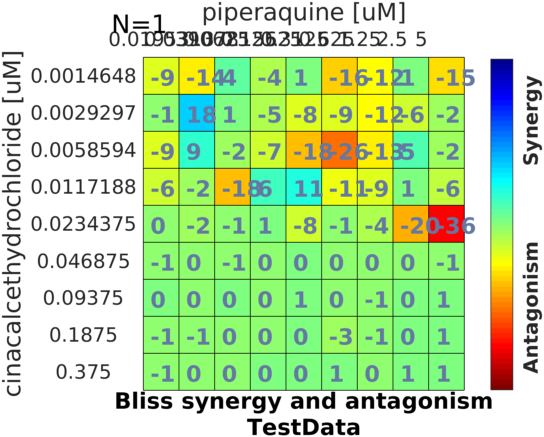 piperaquine [uM]
N=1
2.5 5
cinacalcethydrochloride [uM]
0.0014648 -9 -14 4 -4 1 -16 -12 1 -15
0.0029297 -1 18 1 -5 -8 -9 -12 -6 -2
0.0058594 -9 9 -2 -7 -18 -26 -13 5 -2
0.0117188 -6 -2 -18 6 11 -11 -9 1 -6
0.0234375 0 -2 -1 1 -8 -1 -4 -20 -36
0.046875 -1 0 -1 0 0 0 0 0 -1
0.09375 0 0 0 0 1 0 -1 0 1
0.1875 -1 -1 0 0 0 -3 -1 0 1
0.375 -1 0 0 0 0 1 0 1 1
Synergy
Antagonism
Bliss synergy and antagonism
TestData